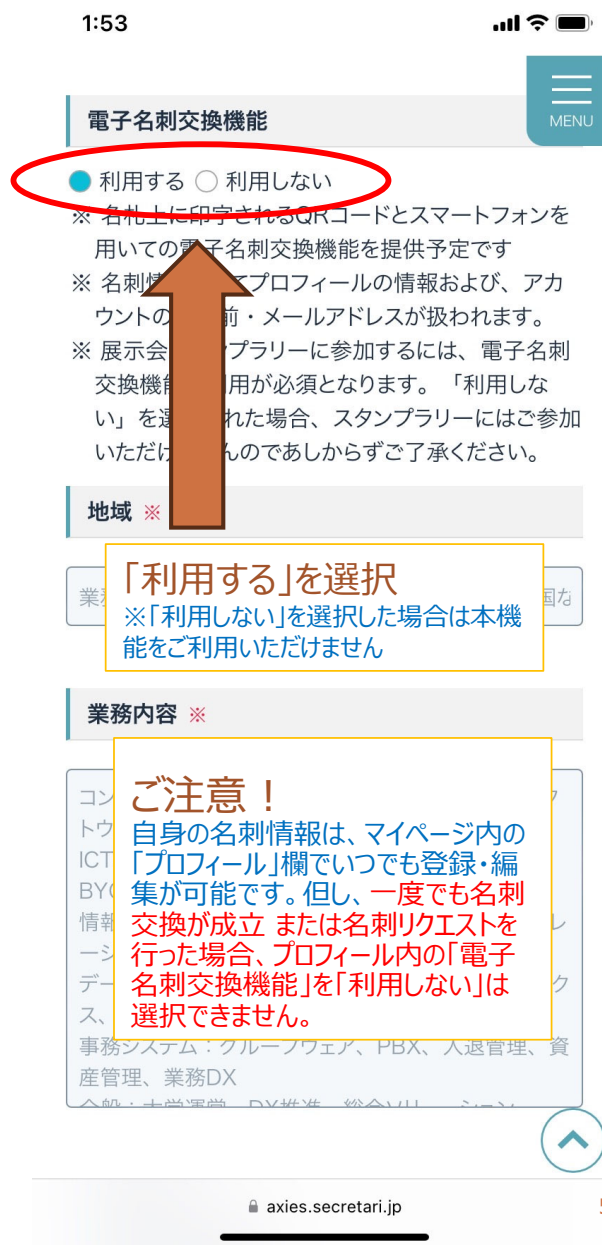 1:53
MENU
電子名刺交換機能
利用する 利用しない
※ 名札上に印字されるQRコードとスマートフォンを
用いての電子名刺交換機能を提供予定です
※ 名刺 てプロフィールの情報および、アカ
ウントの 前・メールアドレスが扱われます。
※ 展示会 ンプラリーに参加するには、電子名刺
交換機 用が必須となります。「利用しな
い」を れた場合、スタンプラリーにはご参加
いただけ んのであしからずご了承ください。
地域 ※
「利用する」を選択
※「利用しない」を選択した場合は本機
能をご利用いただけません
業務内容 ※
コン
トウ
ICT
BYO
情報
ージ
デー
ス、
ご注意！
自身の名刺情報は、マイページ内の
「プロフィール」欄でいつでも登録・編
集が可能です。但し、一度でも名刺
交換が成立 または名刺リクエストを
行った場合、プロフィール内の「電子
名刺交換機能」を「利用しない」は
選択できません。
事務システム：グループウェア、PBX、入退管理、資
産管理、業務DX
axies.secretari.jp